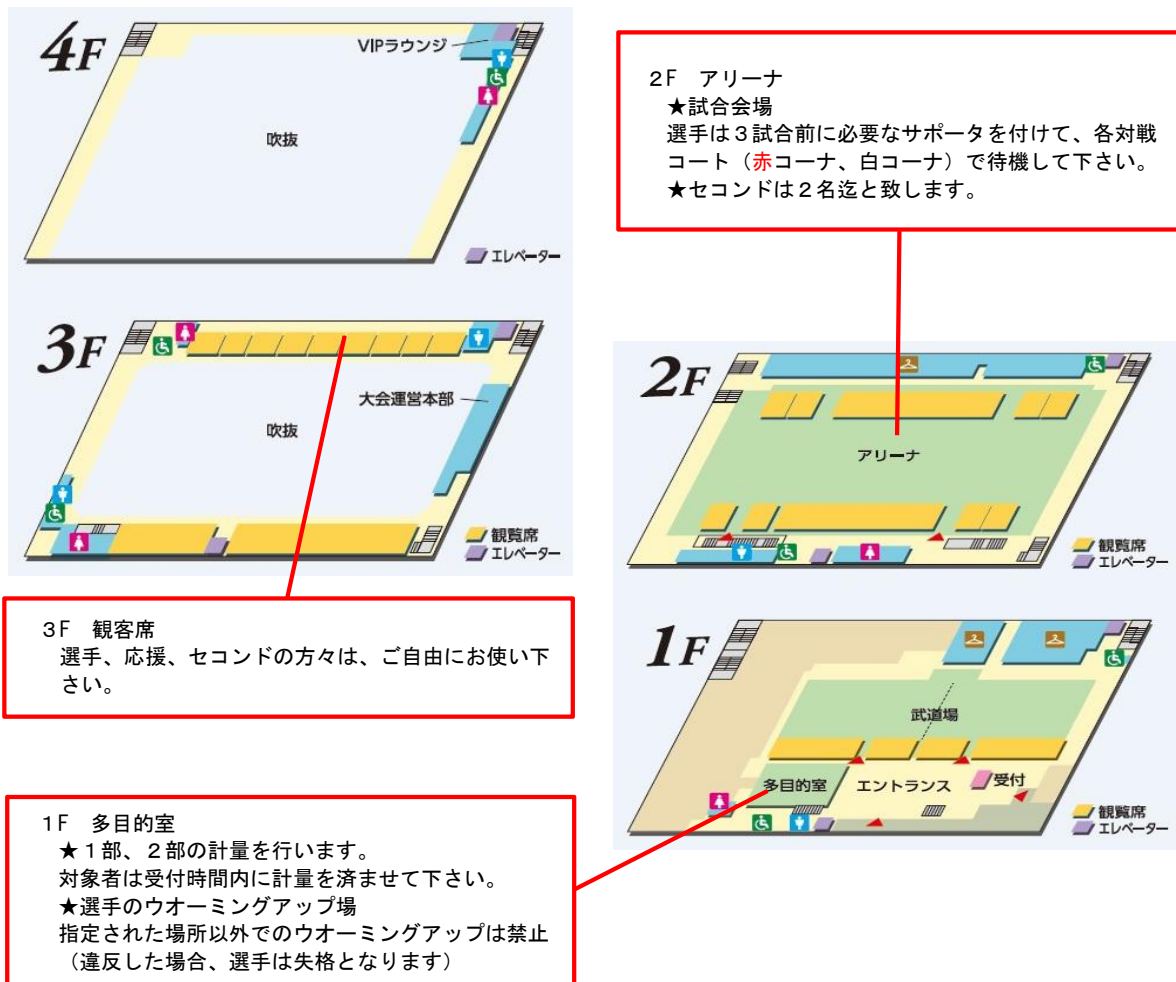 4F
VIPラウンジ
吹抜
エレベーター
3F
大会運営本部
吹抜
観覧席
エレベーター
3F 観客席
選手、応援、セコンドの方々は、ご自由にお使い下
さい。
2F アリーナ
★試合会場
選手は3試合前に必要なサポータを付けて、各対戦
コート(赤コーナ、白コーナ)で待機して下さい。
★セコンドは2名迄と致します。
2F
アリーナ
観覧席
エレベーター
1F
武道場
多目的室
エントランス
受付
観覧席
エレベーター
1F 多目的室
★1部、2部の計量を行います。
対象者は受付時間内に計量を済ませて下さい。
★選手のウオーミングアップ場
指定された場所以外でのウオーミングアップは禁止
(違反した場合、選手は失格となります)